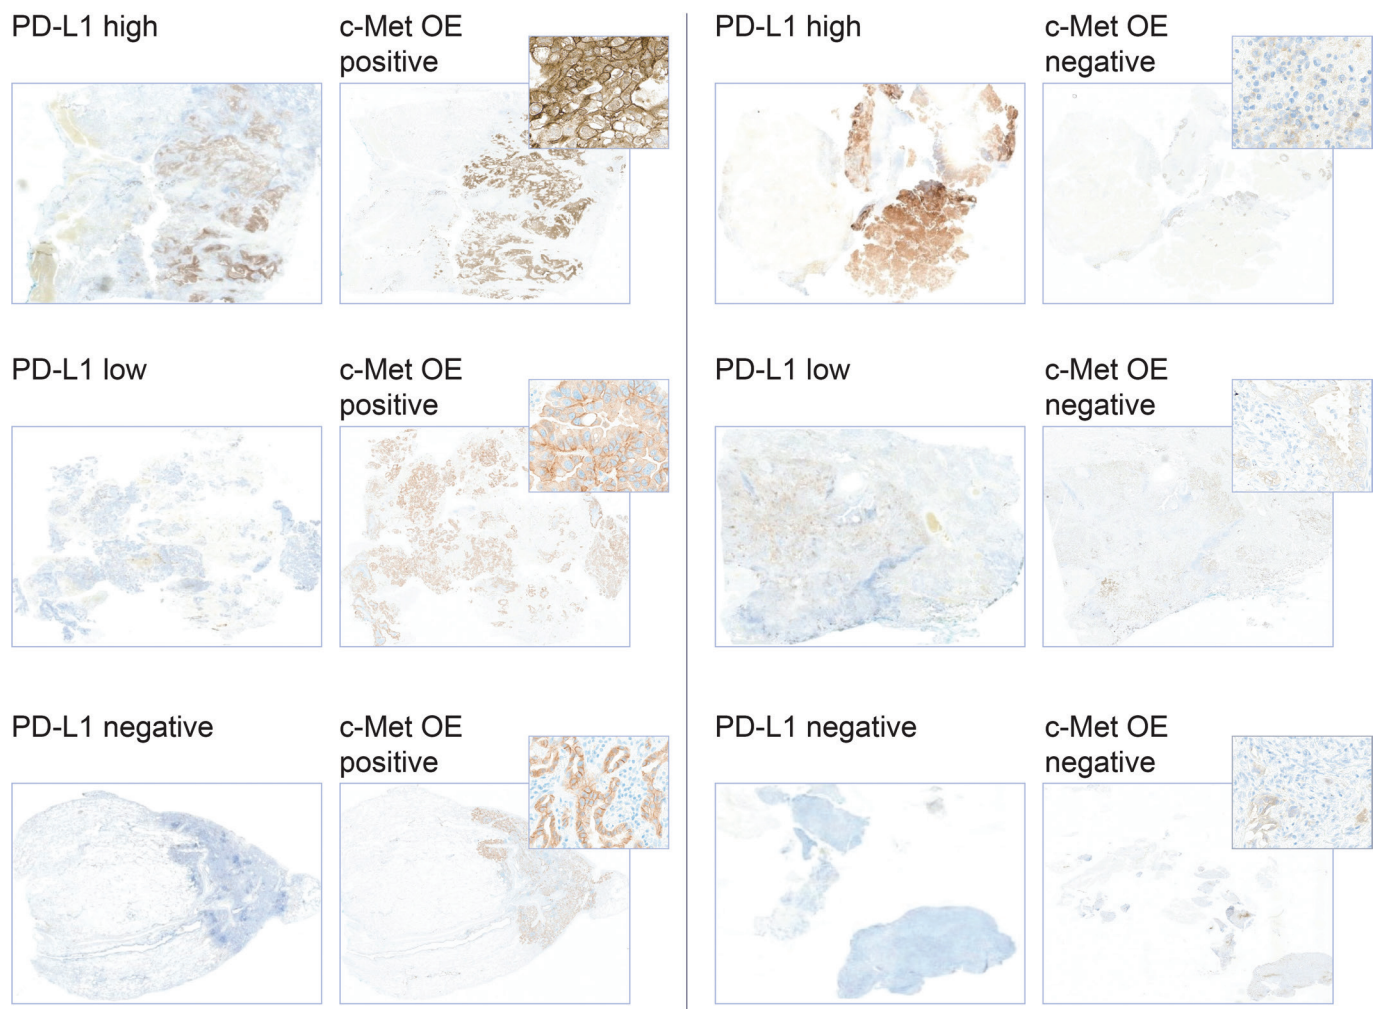 PD-L1 high
c-Met OE
positive
PD-L1 high
c-Met OE
negative
PD-L1 low
c-Met OE
positive
PD-L1 low
c-Met OE
negative
PD-L1 negative
c-Met OE
positive
PD-L1 negative
c-Met OE
negative